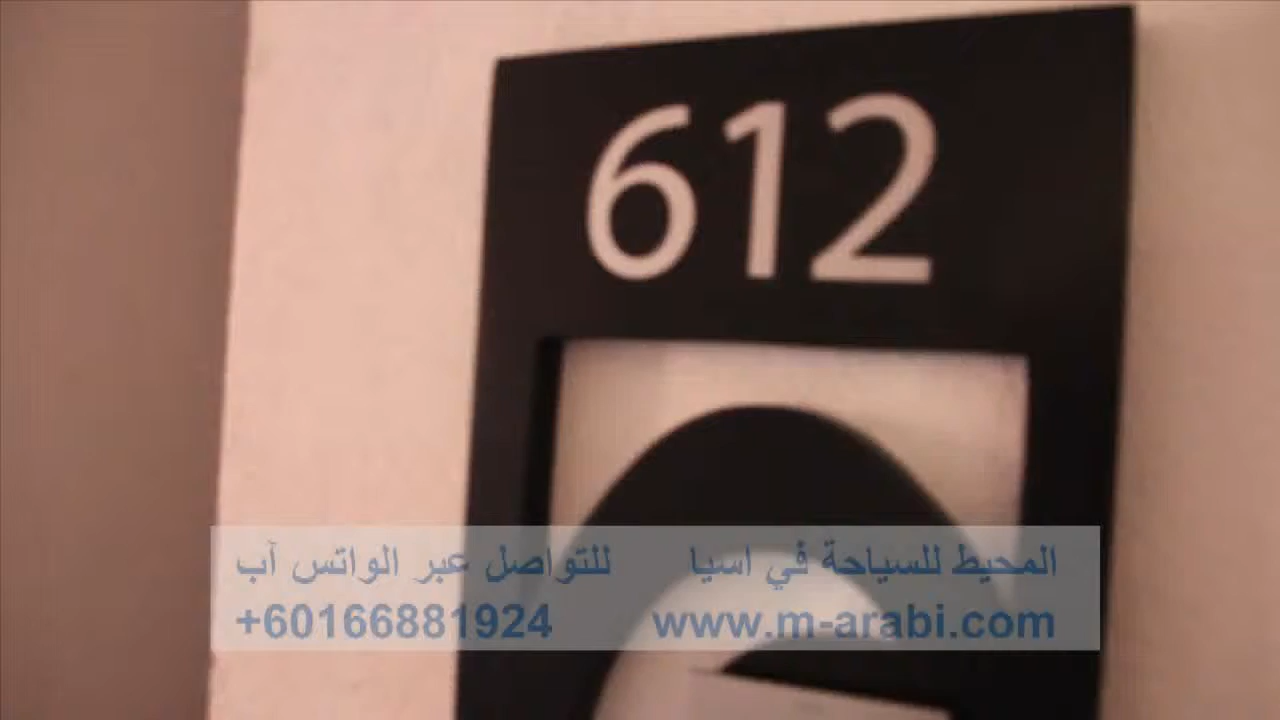 612
المحيط للسياحة في اسيا للتواصل عبر الواتس آب
www.m-arabi.com +60166881924